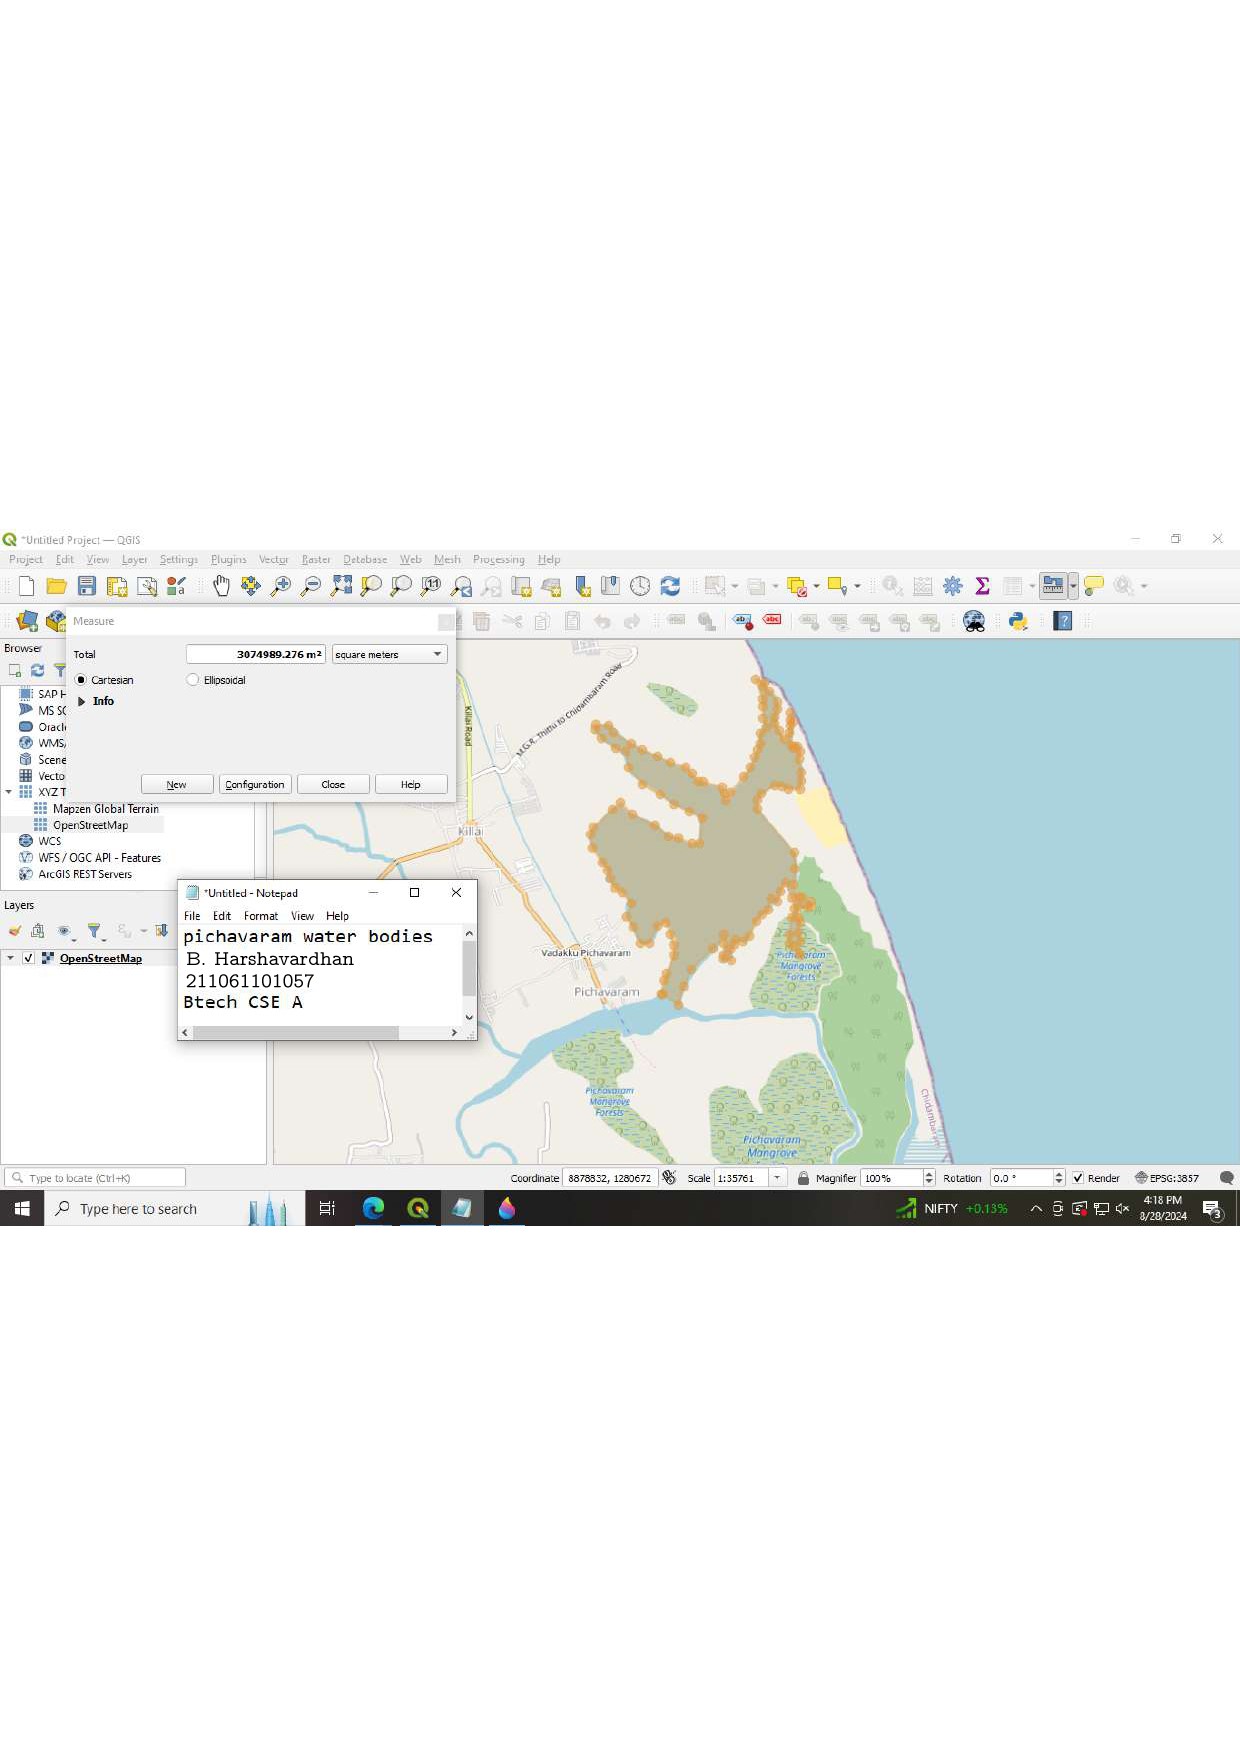 *Untitled Project — QGIS
Project Edit View Layer Settings Plugins Vector Raster Database Web Mesh Processing Help
Measure
Total 3074989.276 m² square meters
Cartesian Ellipsoidal
Info
New Configuration Close Help
Browser
SAP H
MS SC
Oracle
WMS/
Scene
Vecto
XYZ T
Mapzen Global Terrain
OpenStreetMap
WCS
WFS / OGC API - Features
ArcGIS REST Servers
Layers
OpenStreetMap
*Untitled - Notepad
File Edit Format View Help
pichavaram water bodies
B. Harshavardhan
211061101057
Btech CSE A
Killai Road
M.G.R. Thittu to Chidambaram Road
Killai
Vadakku Pichavaram
Pichavaram
Pichavaram
Mangrove
Forests
Pichavaram
Mangrove
Forests
Pichavaram
Mangrove
Chidambaram
Type to locate (Ctrl+K)
Coordinate 8878832, 1280672 Scale 1:35761 Magnifier 100% Rotation 0.0 ° Render EPSG:3857
Type here to search
NIFTY +0.13%
4:18 PM
8/28/2024
3